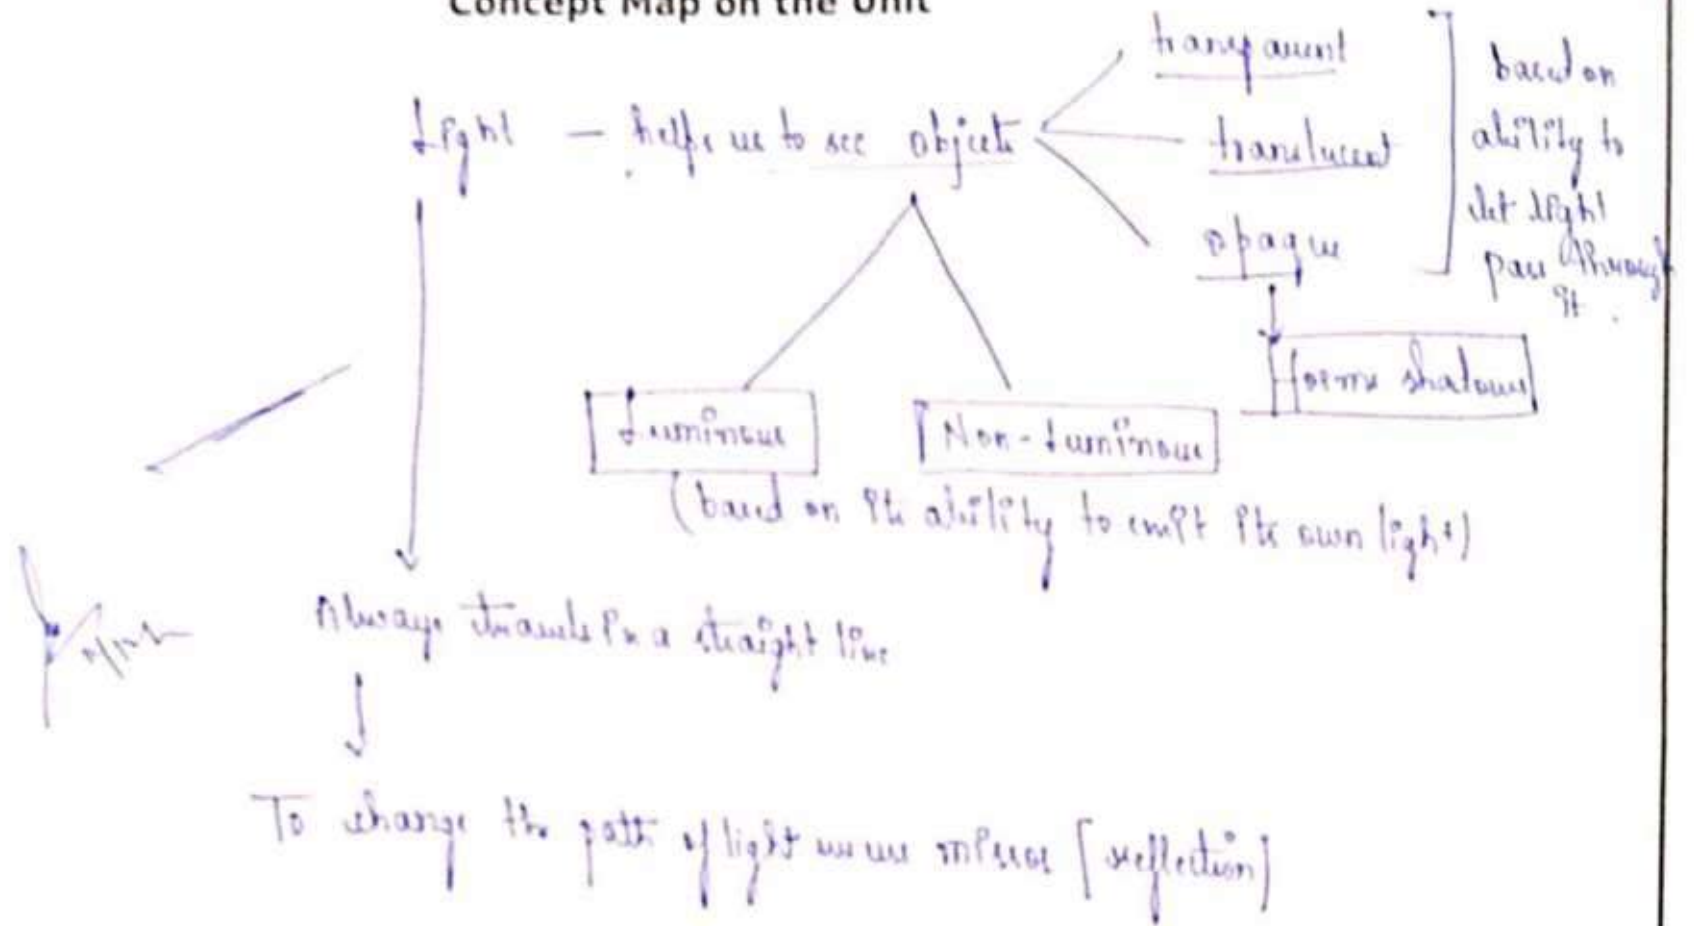 Concept Map on the Unit
Light — helps us to see objects
transparent
translucent
opaque
based on
ability to
let light
pass through
it.
forms shadows
Luminous
Non-Luminous
(based on its ability to emit its own light)
Always travels in a straight line
To change the path of light we use mirror [reflection]